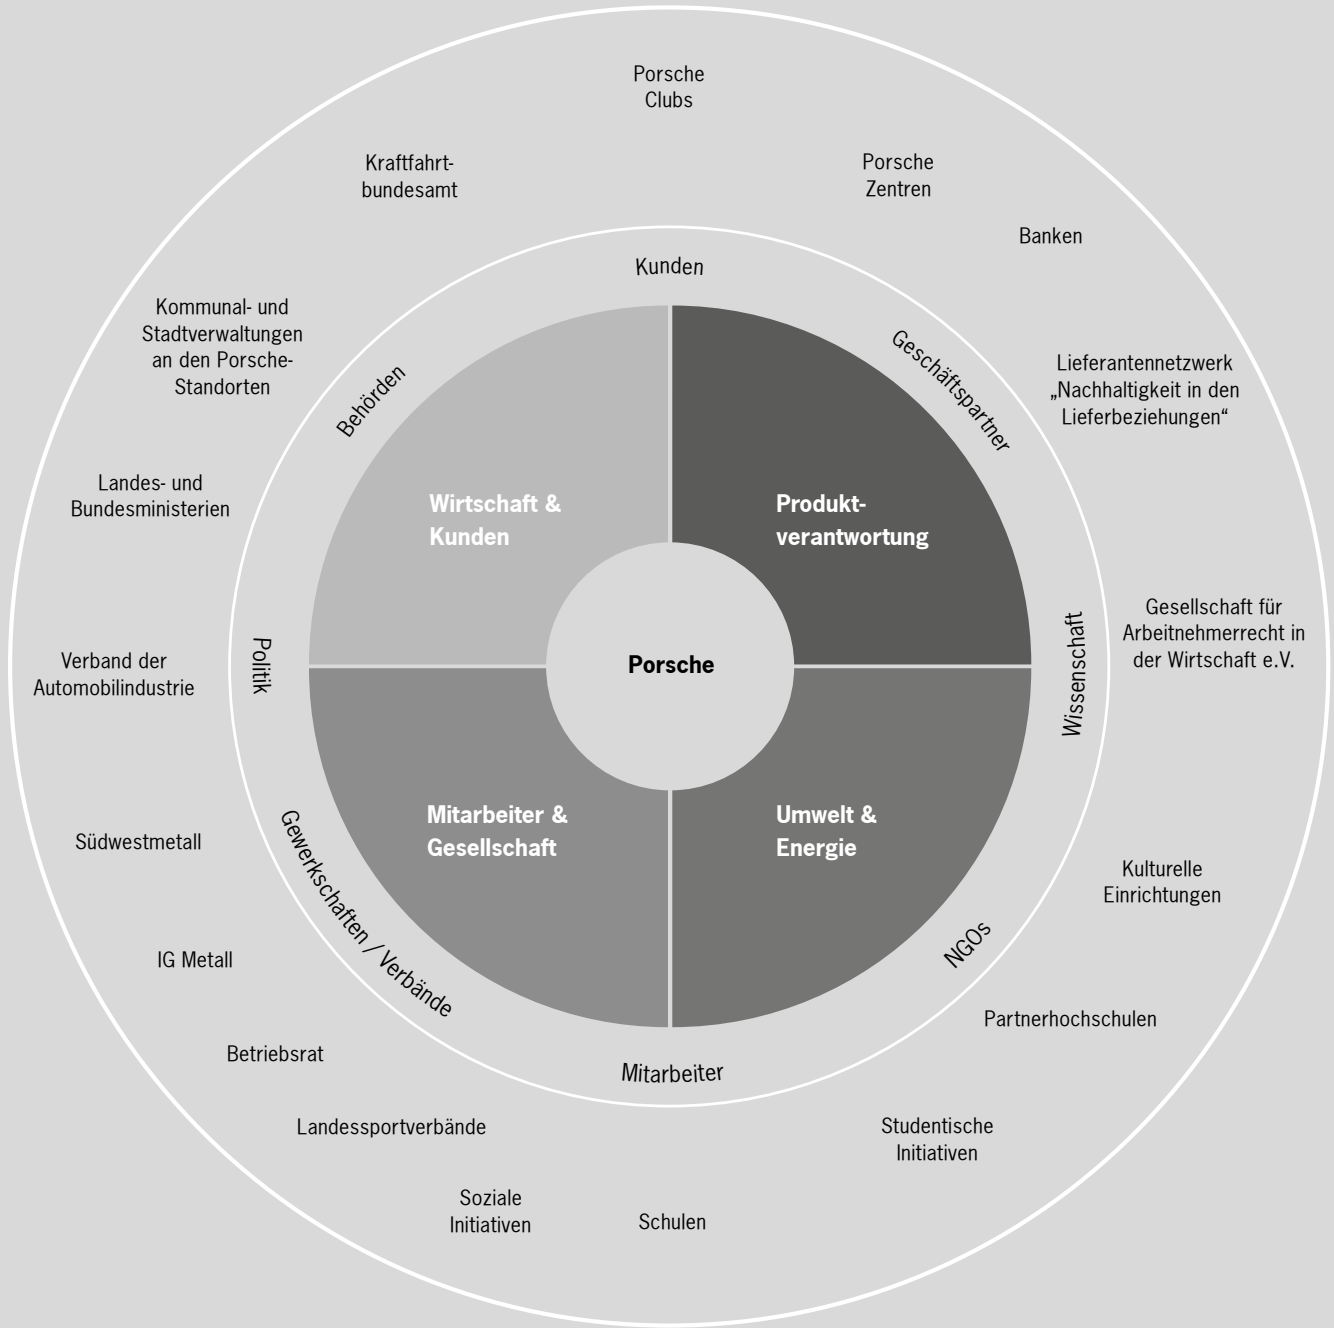 Porsche
Clubs
Kraftfahrt-
bundesamt
Porsche
Zentren
Banken
Kunden
Kommunal- und
Stadtverwaltungen
an den Porsche-
Standorten
Behörden
Geschäftspartner
Lieferantennetzwerk
„Nachhaltigkeit in den
Lieferbeziehungen“
Landes- und
Bundesministerien
Wirtschaft &
Kunden
Produkt-
verantwortung
Verband der
Automobilindustrie
Politik
Porsche
Wissenschaft
Gesellschaft für
Arbeitnehmerrecht in
der Wirtschaft e.V.
Südwestmetall
Gewerkschaften / Verbände
Mitarbeiter &
Gesellschaft
Umwelt &
Energie
Kulturelle
Einrichtungen
IG Metall
NGOs
Partnerhochschulen
Betriebsrat
Mitarbeiter
Landessportverbände
Studentische
Initiativen
Soziale
Initiativen
Schulen